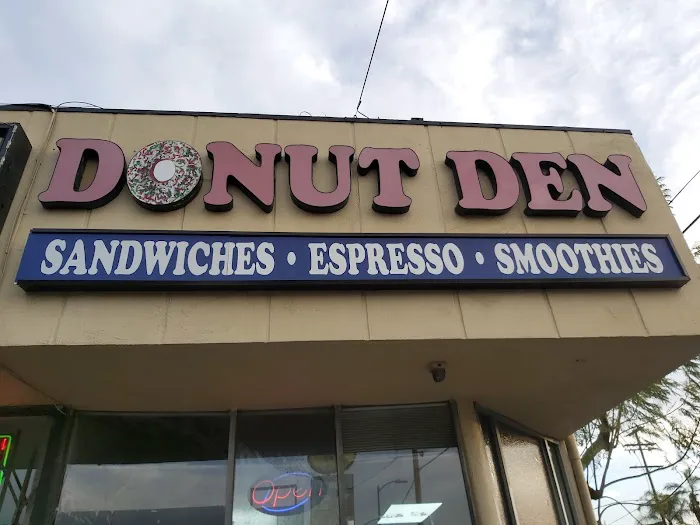 DONUT DEN
SANDWICHES • ESPRESSO • SMOOTHIES
Open